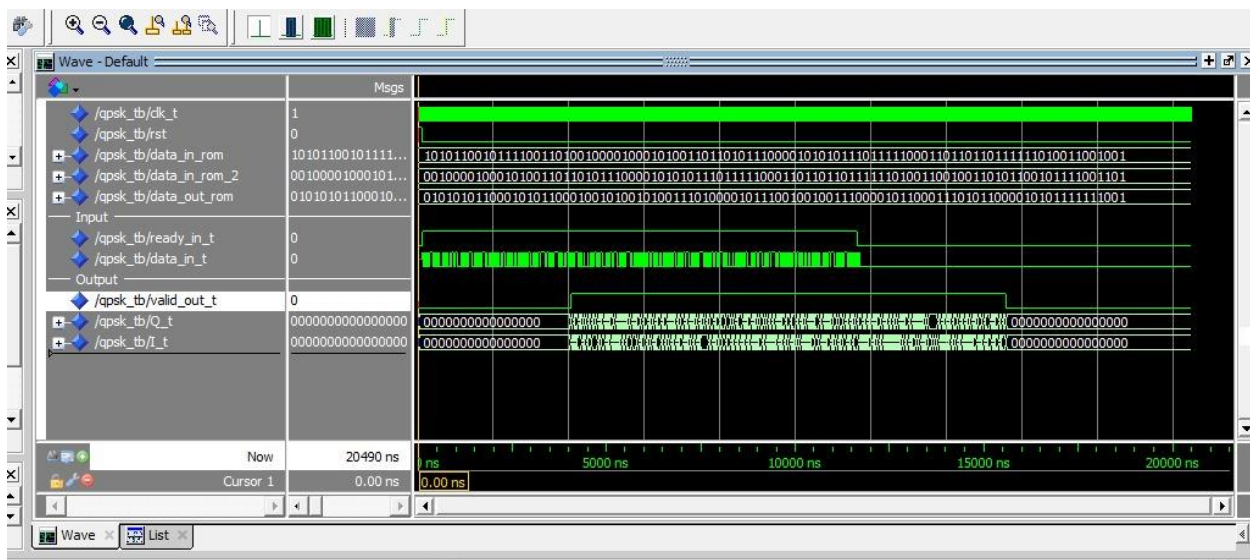 Wave - Default
Msgs
/qpsk_tb/clk_t 1
/qpsk_tb/rst 0
/qpsk_tb/data_in_rom 10101100101111...
/qpsk_tb/data_in_rom_2 00100001000101...
/qpsk_tb/data_out_rom 01010101100010...
Input
/qpsk_tb/ready_in_t 0
/qpsk_tb/data_in_t 0
Output
/qpsk_tb/valid_out_t 0
/qpsk_tb/Q_t 0000000000000000 0000000000000000 0000000000000000
/qpsk_tb/I_t 0000000000000000 0000000000000000 0000000000000000
Now 20490 ns
ns 5000 ns 10000 ns 15000 ns 20000 ns
Cursor 1 0.00 ns 0.00 ns
Wave List